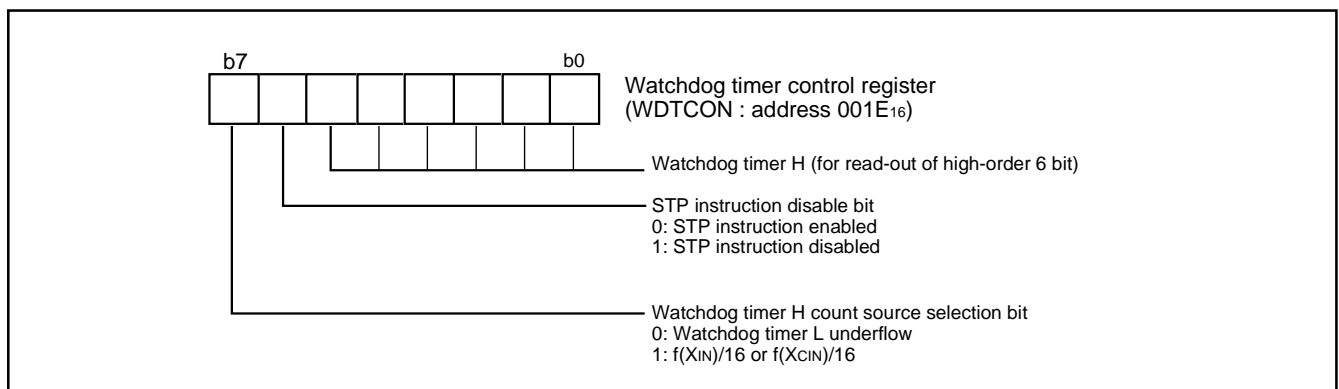 b7
b0
Watchdog timer control register
(WDTCON : address 001E16)
Watchdog timer H (for read-out of high-order 6 bit)
STP instruction disable bit
0: STP instruction enabled
1: STP instruction disabled
Watchdog timer H count source selection bit
0: Watchdog timer L underflow
1: f(XIN)/16 or f(XCIN)/16